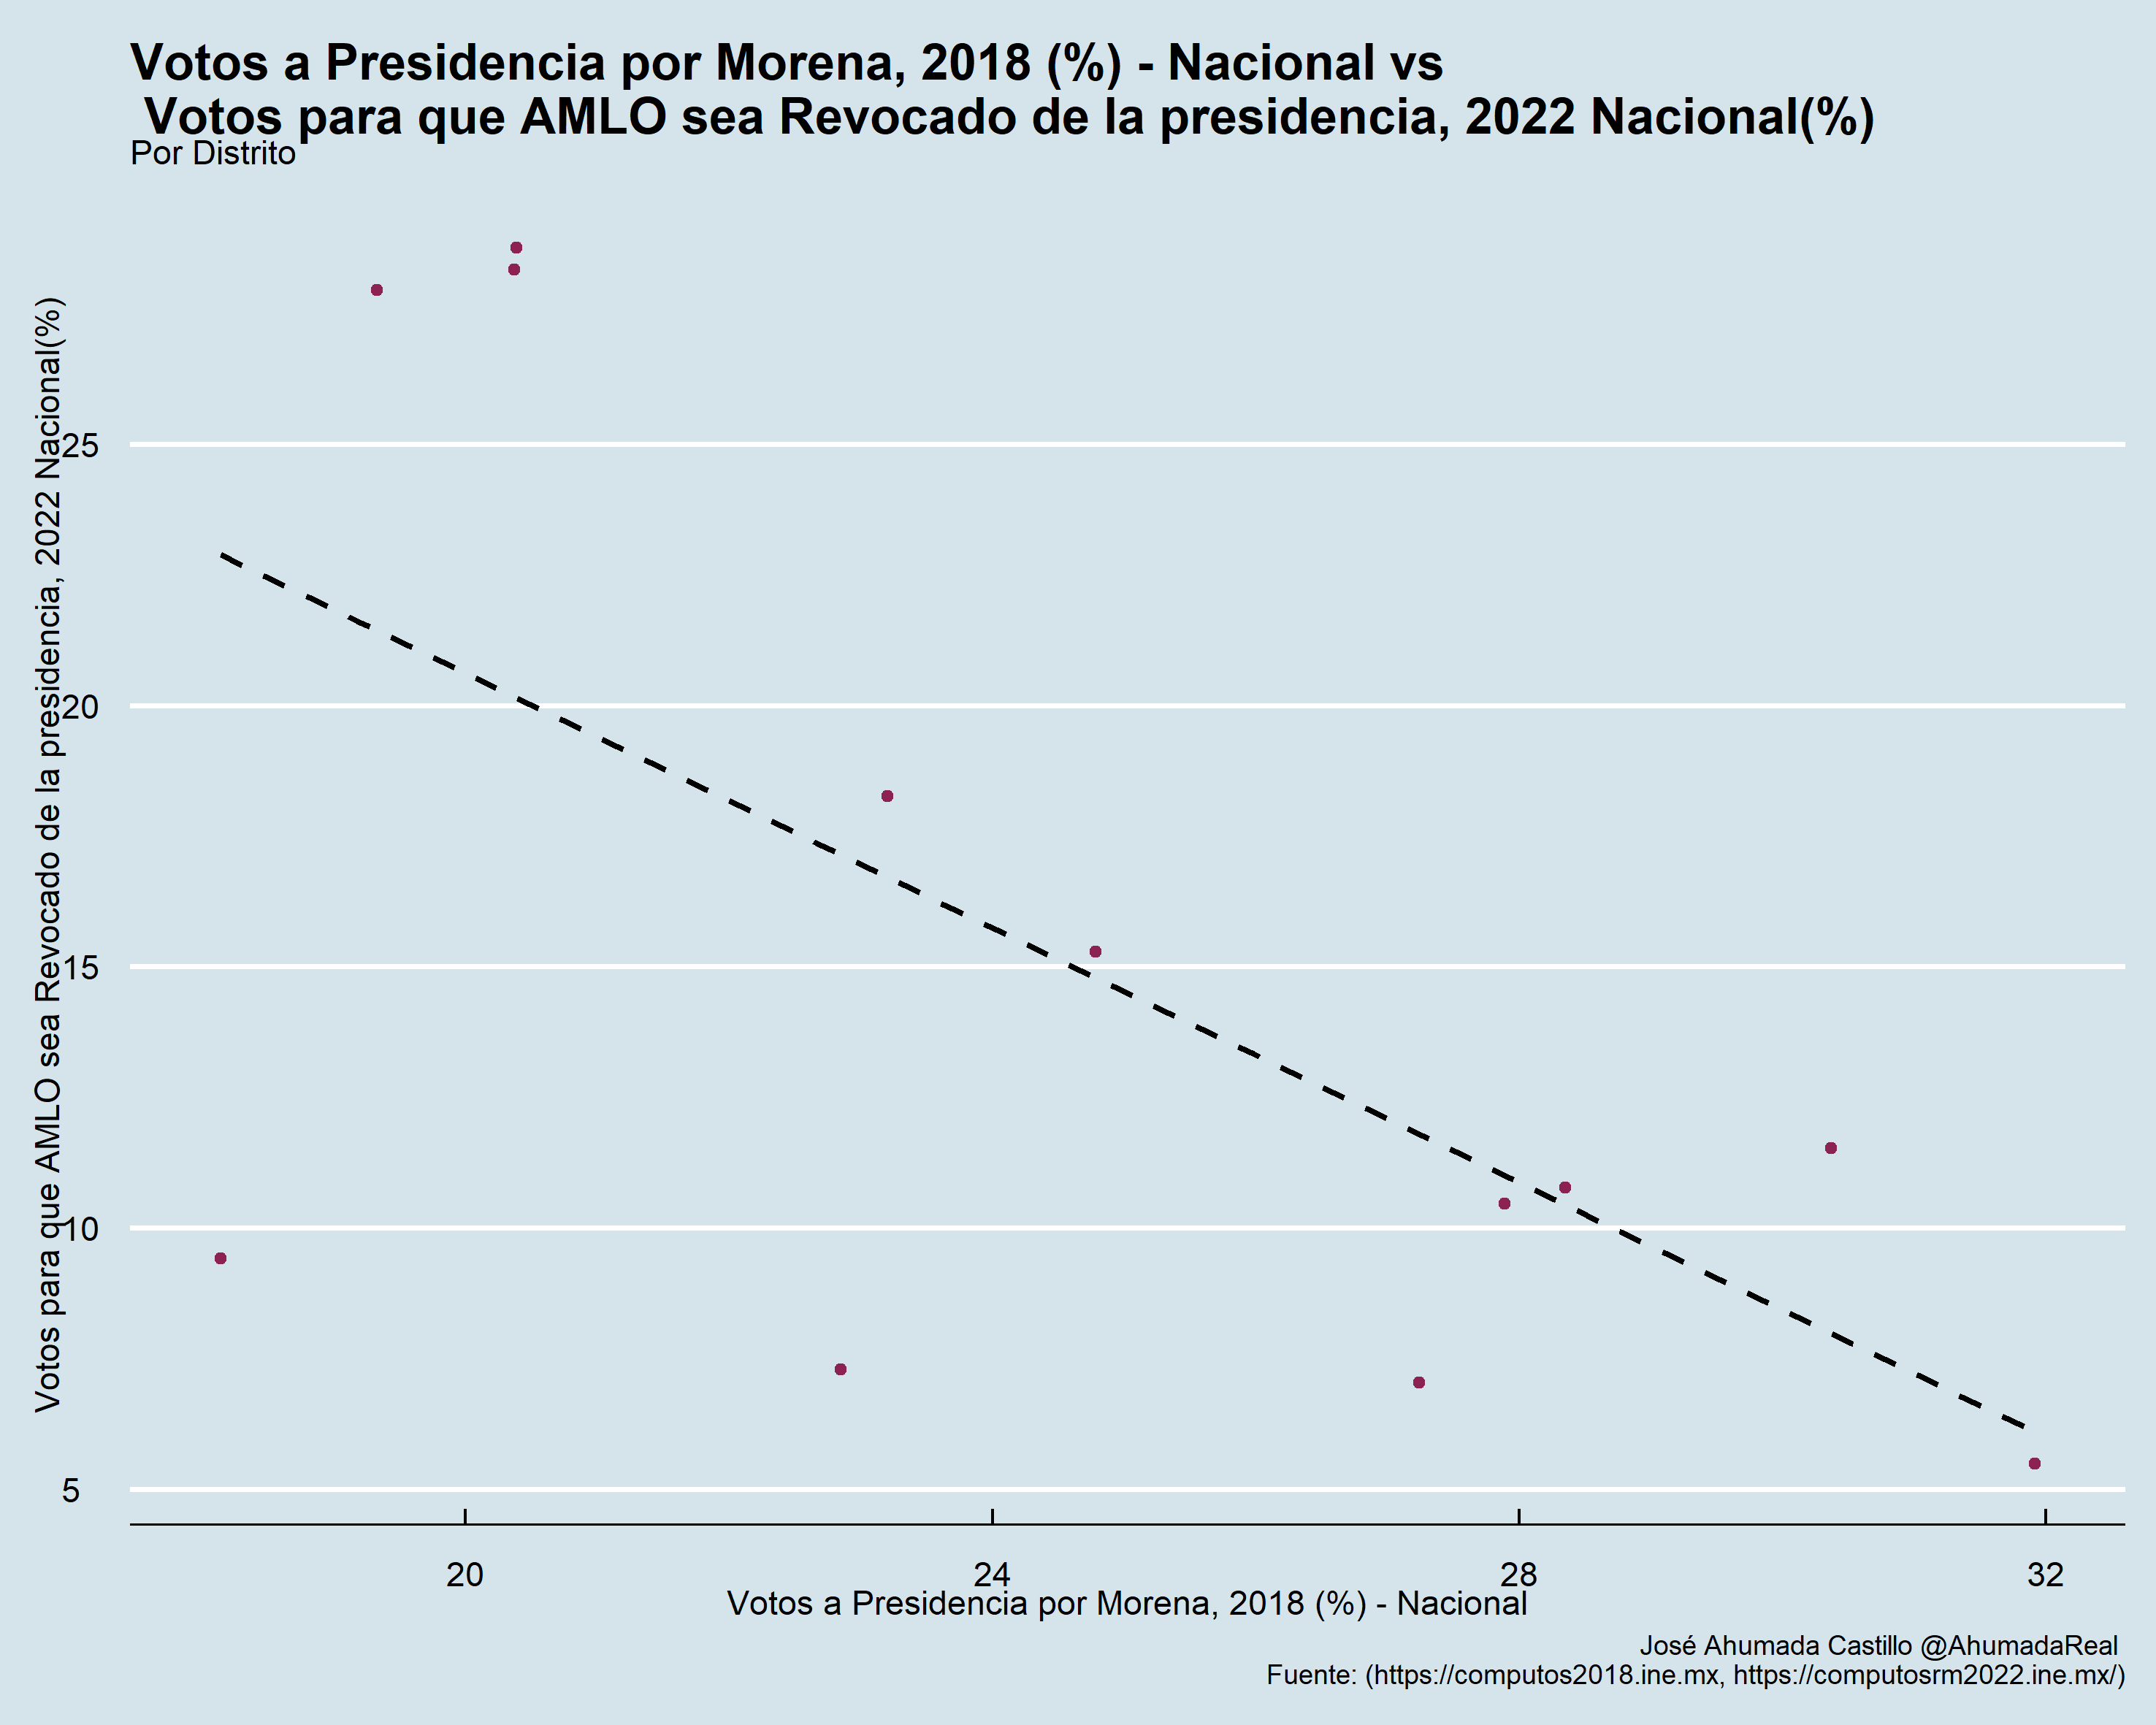 Votos a Presidencia por Morena, 2018 (%) - Nacional vs
Votos para que AMLO sea Revocado de la presidencia, 2022 Nacional(%)
Por Distrito
Votos para que AMLO sea Revocado de la presidencia, 2022 Nacional(%)
25
20
15
10
5
20 24 28 32
Votos a Presidencia por Morena, 2018 (%) - Nacional
José Ahumada Castillo @AhumadaReal
Fuente: (https://computos2018.ine.mx, https://computosrm2022.ine.mx/)